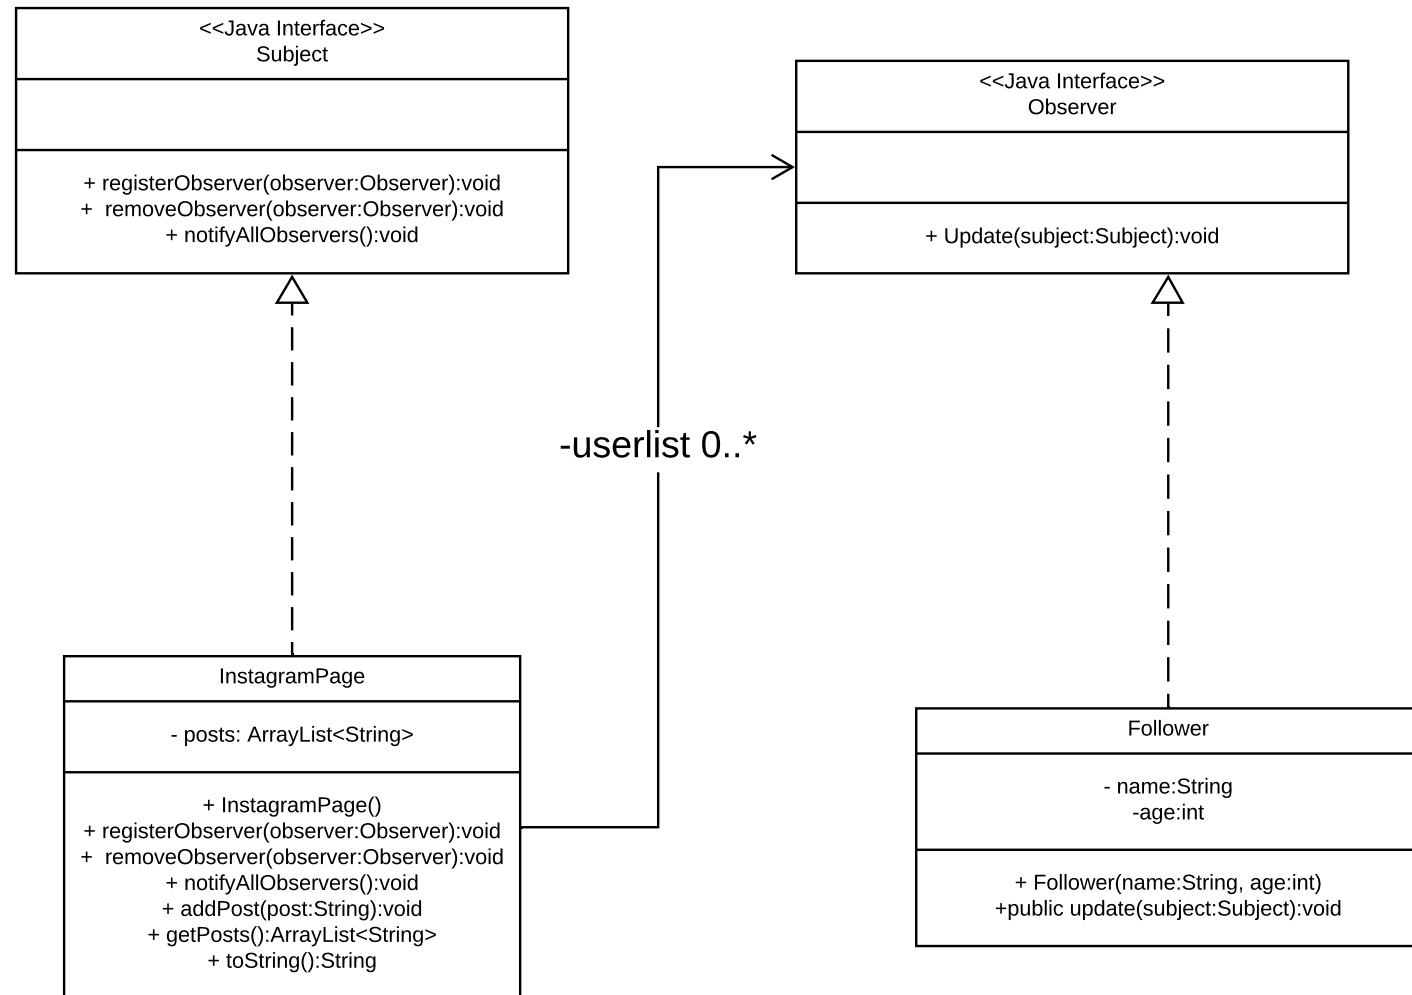 <<Java Interface>>
Subject
+ registerObserver(observer:Observer):void
+  removeObserver(observer:Observer):void
+ notifyAllObservers():void
<<Java Interface>>
Observer
+ Update(subject:Subject):void
-userlist 0..*
InstagramPage
- posts: ArrayList<String>
+ InstagramPage()
+ registerObserver(observer:Observer):void
+  removeObserver(observer:Observer):void
+ notifyAllObservers():void
+ addPost(post:String):void
+ getPosts():ArrayList<String>
+ toString():String
Follower
- name:String
-age:int
+ Follower(name:String, age:int)
+public update(subject:Subject):void